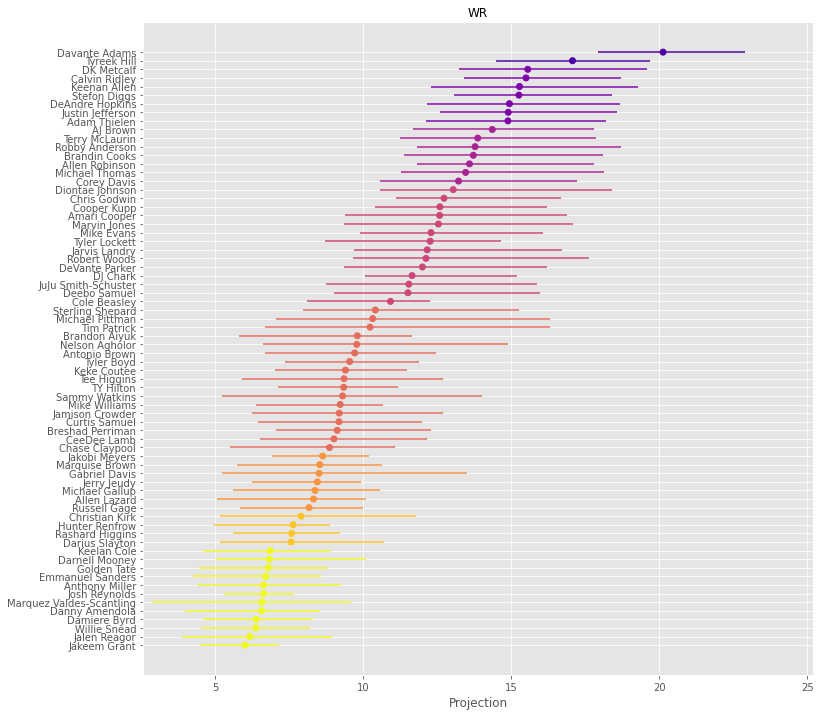 WR
Davante Adams
Tyreek Hill
DK Metcalf
Calvin Ridley
Keenan Allen
Stefon Diggs
DeAndre Hopkins
Justin Jefferson
Adam Thielen
AJ Brown
Terry McLaurin
Robby Anderson
Brandin Cooks
Allen Robinson
Michael Thomas
Corey Davis
Diontae Johnson
Chris Godwin
Cooper Kupp
Amari Cooper
Marvin Jones
Mike Evans
Tyler Lockett
Jarvis Landry
Robert Woods
DeVante Parker
DJ Chark
JuJu Smith-Schuster
Deebo Samuel
Cole Beasley
Sterling Shepard
Michael Pittman
Tim Patrick
Brandon Aiyuk
Nelson Agholor
Antonio Brown
Tyler Boyd
Keke Coutee
Tee Higgins
TY Hilton
Sammy Watkins
Mike Williams
Jamison Crowder
Curtis Samuel
Breshad Perriman
CeeDee Lamb
Chase Claypool
Jakobi Meyers
Marquise Brown
Gabriel Davis
Jerry Jeudy
Michael Gallup
Allen Lazard
Russell Gage
Christian Kirk
Hunter Renfrow
Rashard Higgins
Darius Slayton
Keelan Cole
Darnell Mooney
Golden Tate
Emmanuel Sanders
Anthony Miller
Josh Reynolds
Marquez Valdes-Scantling
Danny Amendola
Damiere Byrd
Willie Snead
Jalen Reagor
Jakeem Grant
5 10 15 20 25
Projection